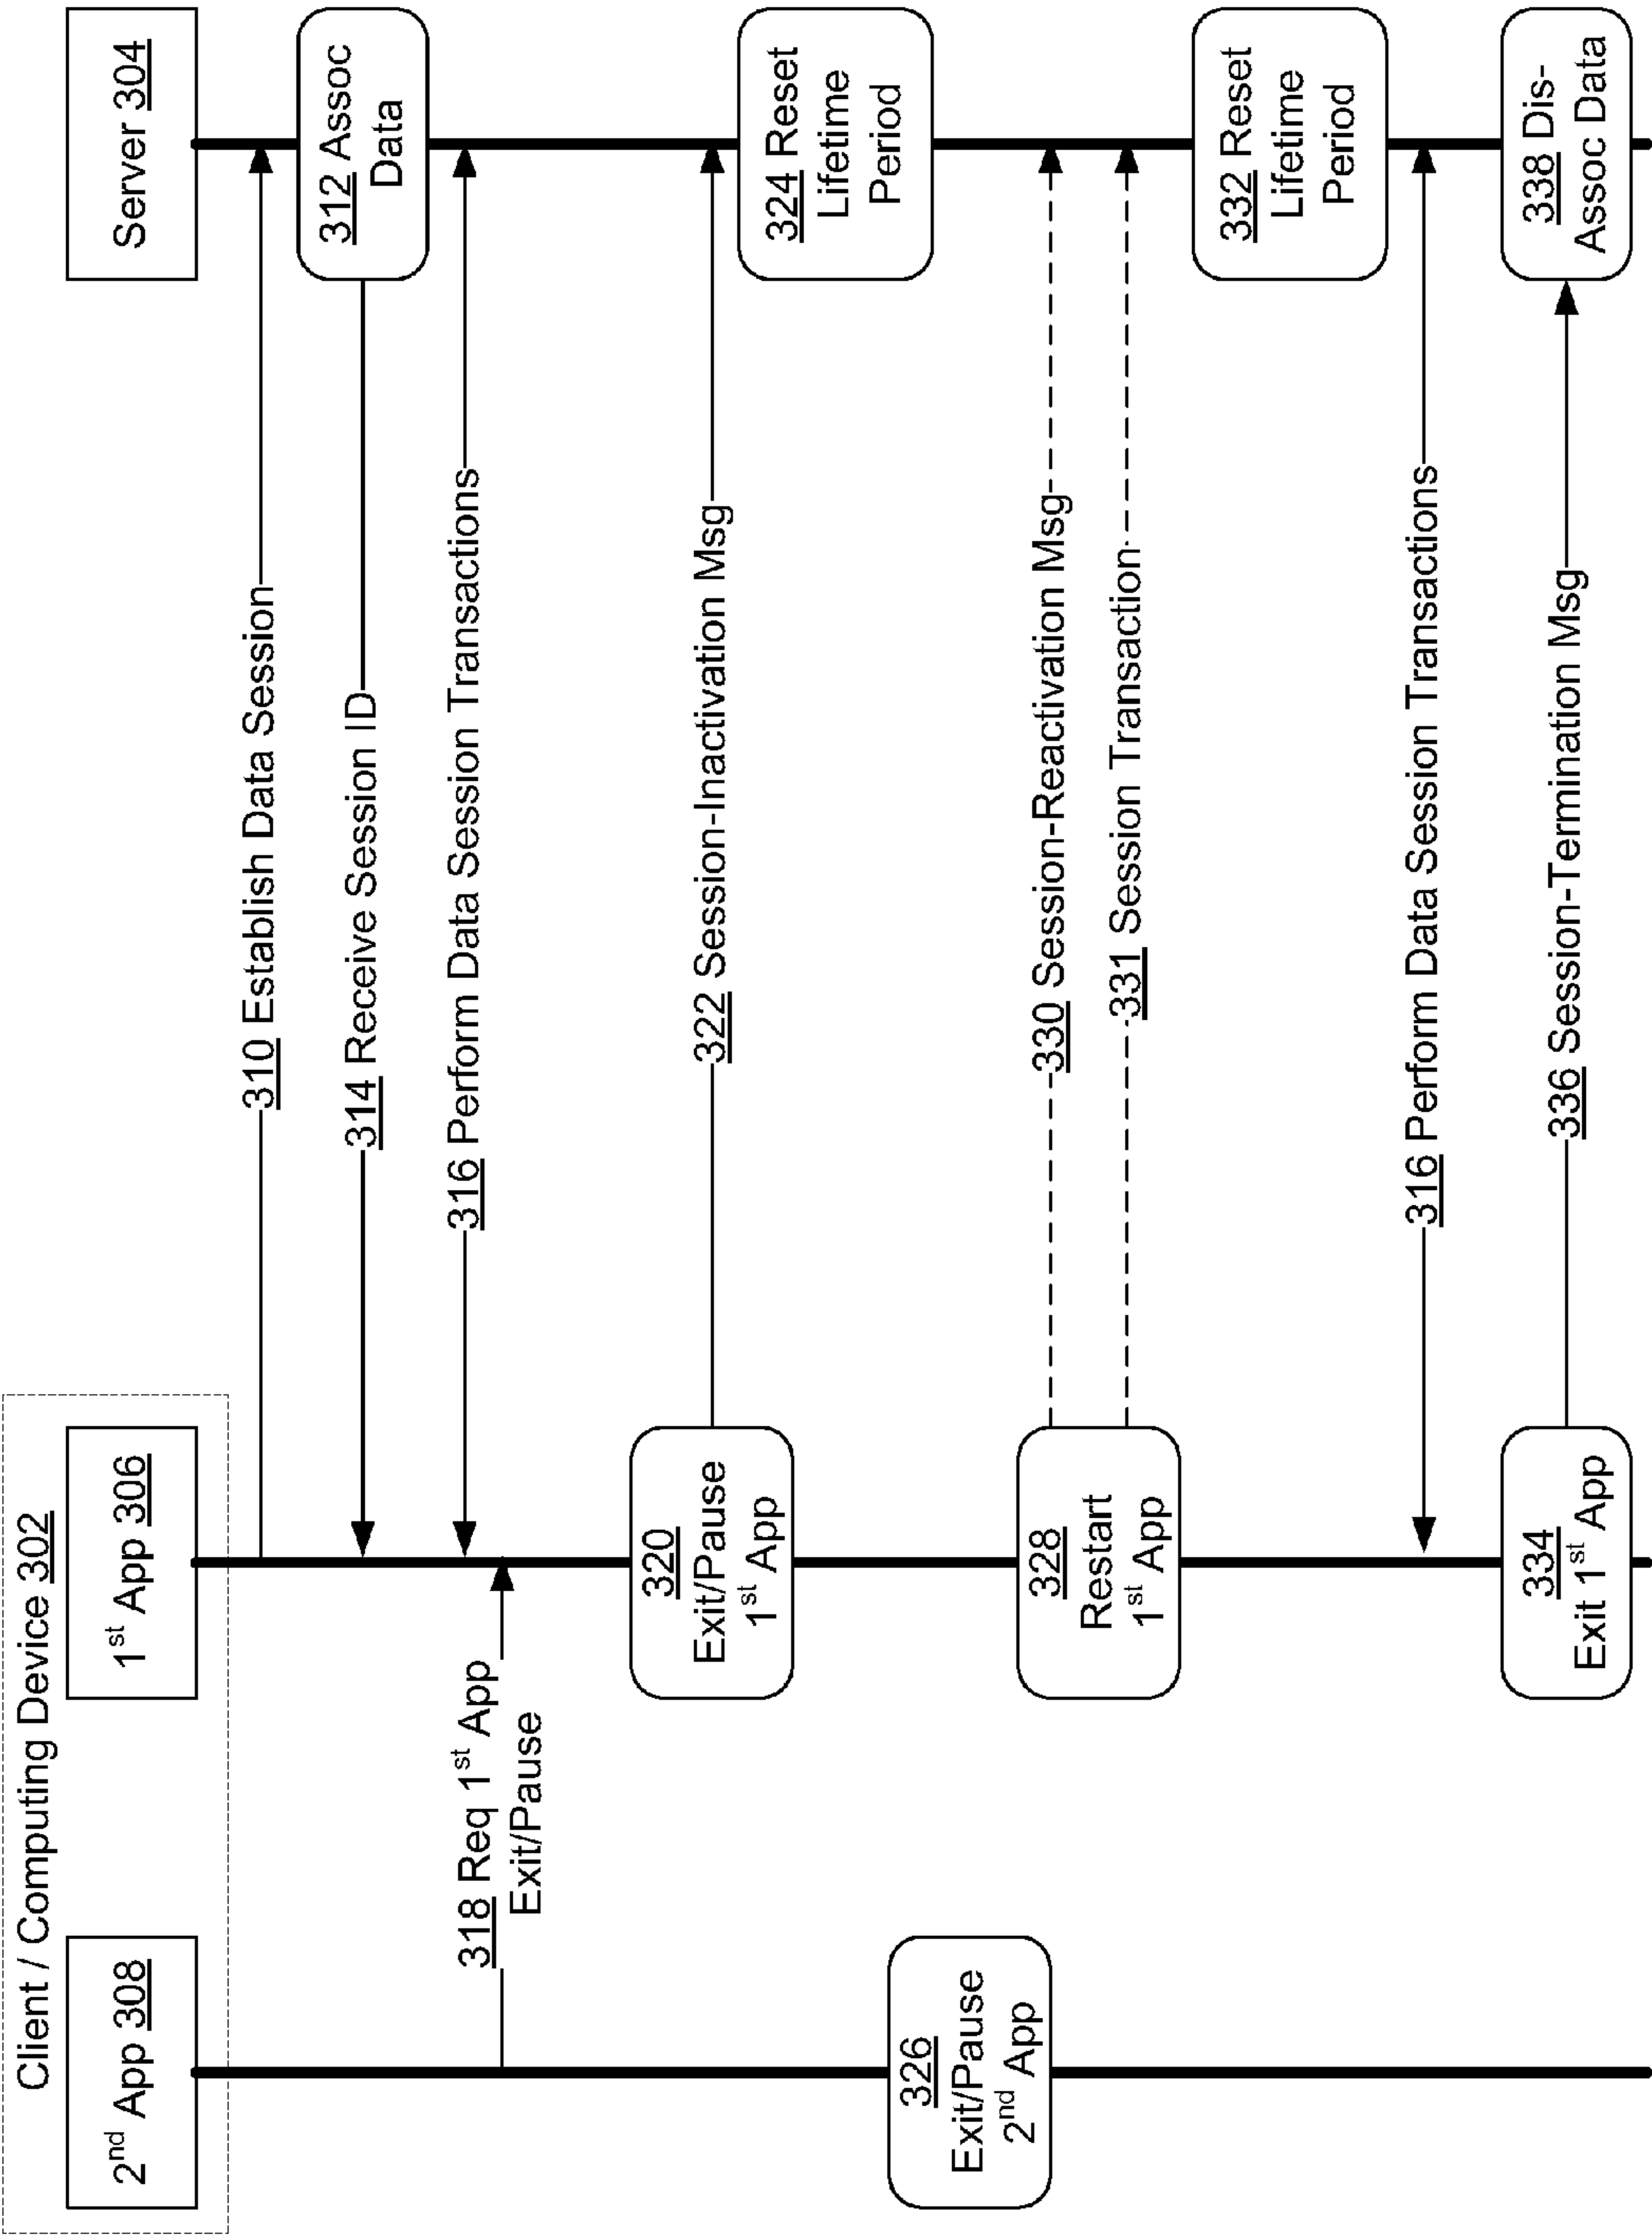 Client / Computing Device 302
2nd App 308
1st App 306
Server 304
310 Establish Data Session
312 Assoc
Data
314 Receive Session ID
316 Perform Data Session Transactions
318 Req 1st App
Exit/Pause
320
Exit/Pause
1st App
322 Session-Inactivation Msg
324 Reset
Lifetime
Period
326
Exit/Pause
2nd App
328
Restart
1st App
330 Session-Reactivation Msg
331 Session Transaction
332 Reset
Lifetime
Period
316 Perform Data Session Transactions
334
Exit 1st App
336 Session-Termination Msg
338 Dis-
Assoc Data